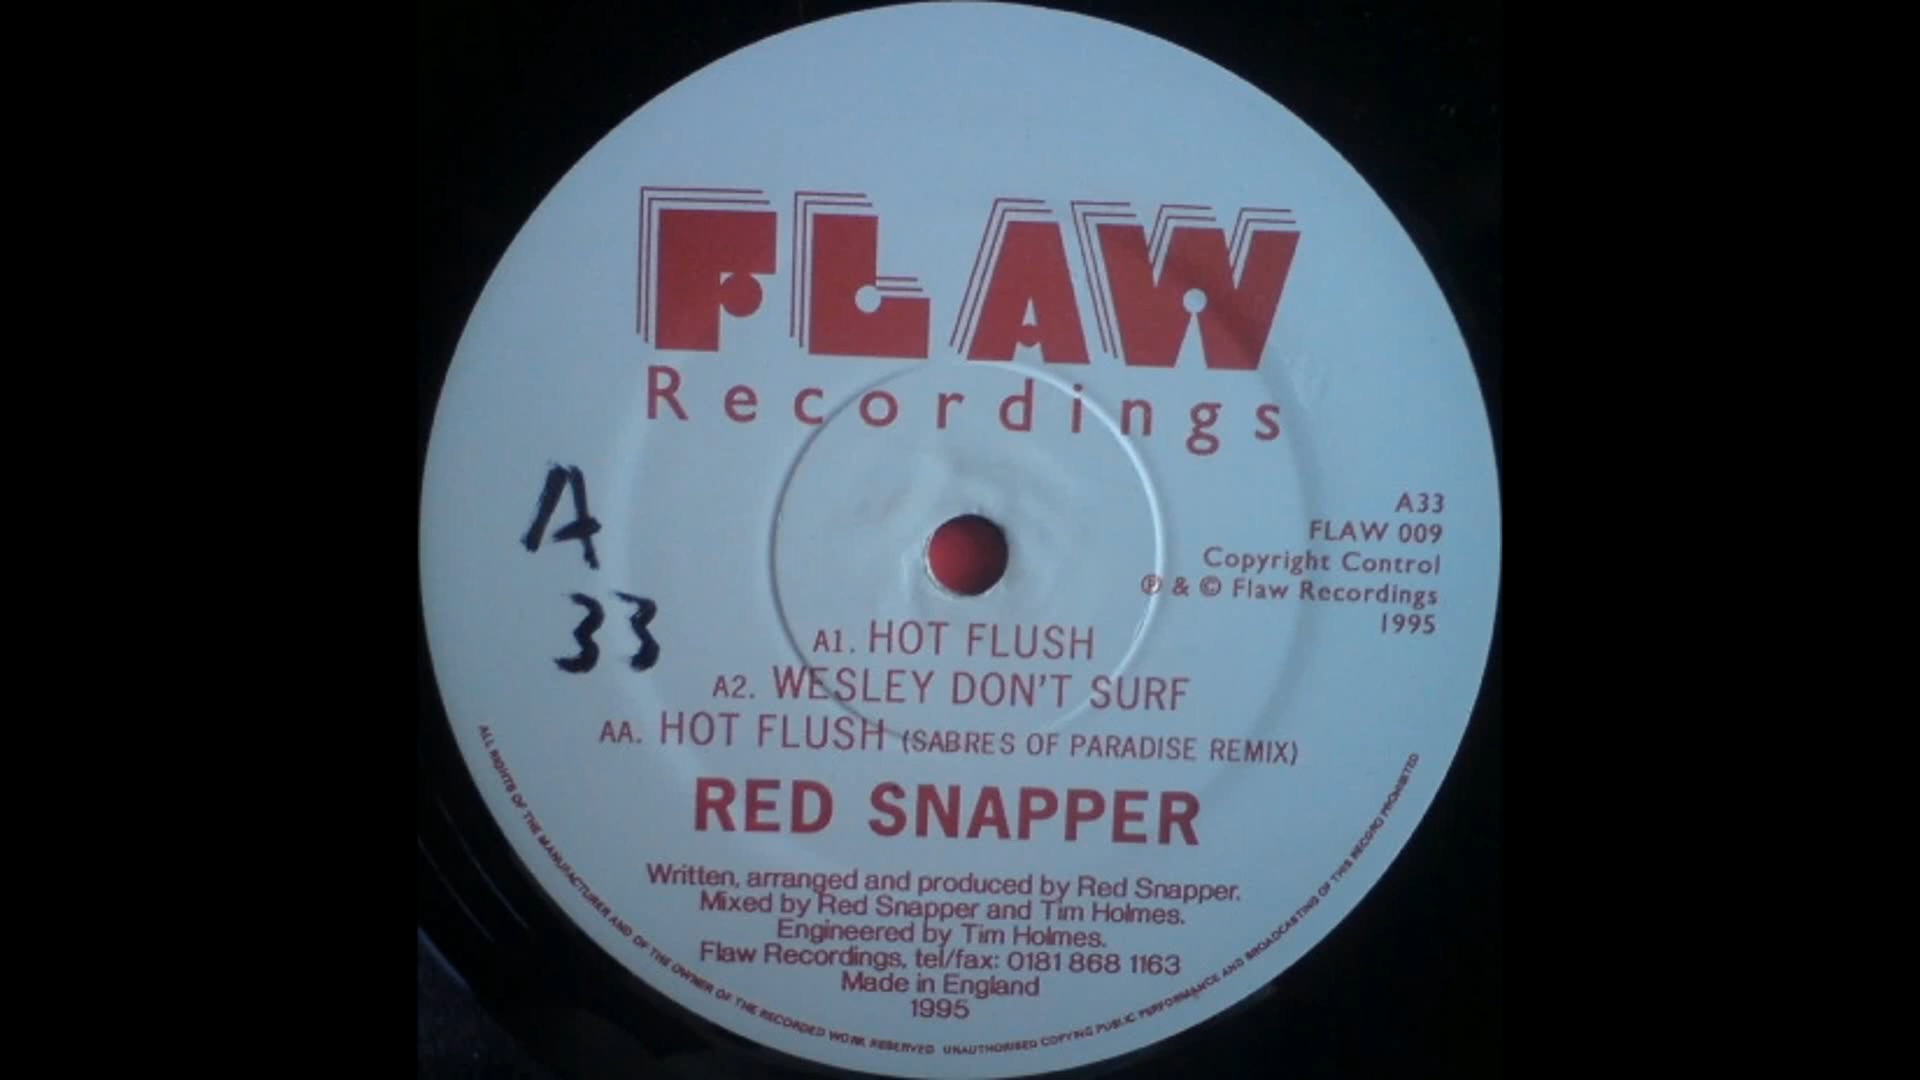 FLAW
Recordings
A
33
A33
FLAW 009
Copyright Control
℗ & © Flaw Recordings
1995
A1. HOT FLUSH
A2. WESLEY DON'T SURF
AA. HOT FLUSH (SABRES OF PARADISE REMIX)
RED SNAPPER
Written, arranged and produced by Red Snapper.
Mixed by Red Snapper and Tim Holmes.
Engineered by Tim Holmes.
Flaw Recordings, tel/fax: 0181 868 1163
Made in England
1995
ALL RIGHTS OF THE MANUFACTURER AND OF THE OWNER OF THE RECORDED WORK RESERVED UNAUTHORISED COPYING PUBLIC PERFORMANCE AND BROADCASTING OF THIS RECORD PROHIBITED